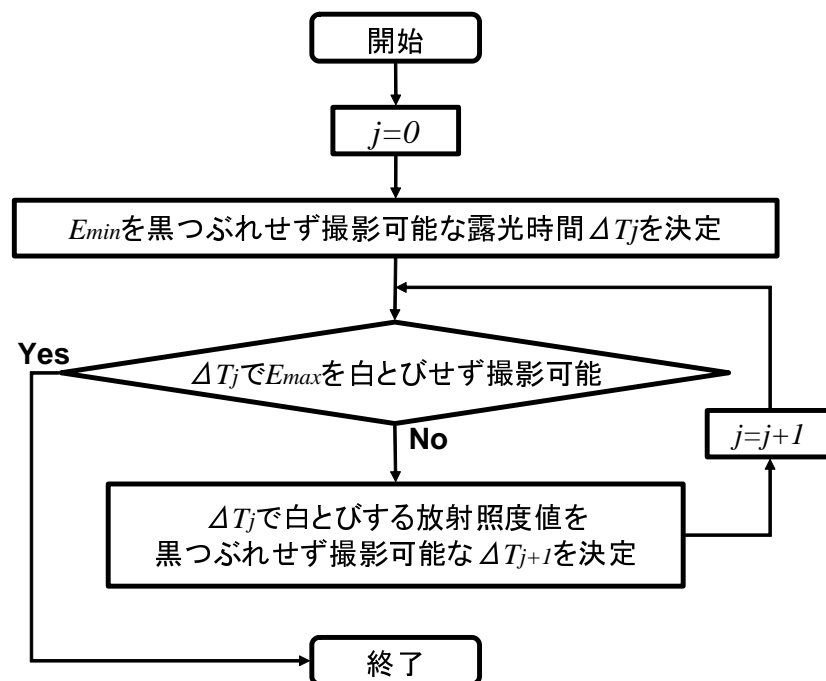 開始
j=0
Eminを黒つぶれせず撮影可能な露光時間ΔTjを決定
Yes
ΔTjでEmaxを白とびせず撮影可能
No
j=j+1
ΔTjで白とびする放射照度値を
黒つぶれせず撮影可能なΔTj+1を決定
終了